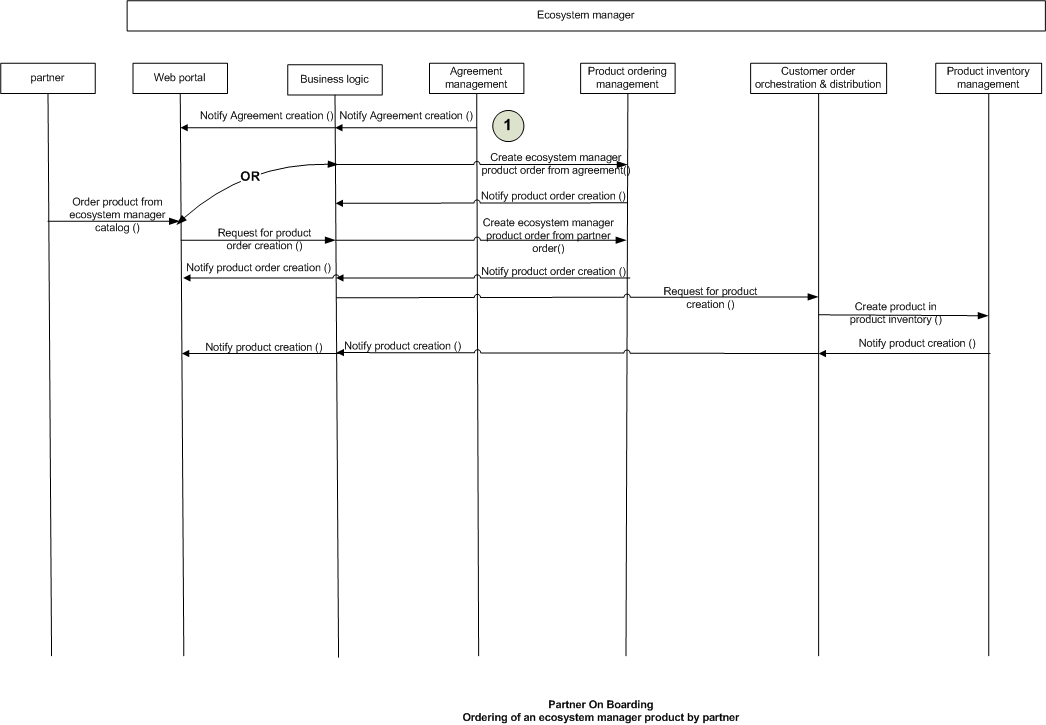 Ecosystem manager
partner
Web portal
Business logic
Agreement
management
Product ordering
management
Customer order
orchestration & distribution
Product inventory
management
Notify Agreement creation ()
Notify Agreement creation ()
1
OR
Create ecosystem manager
product order from agreement()
Notify product order creation ()
Order product from
ecosystem manager
catalog ()
Request for product
order creation ()
Create ecosystem manager
product order from partner
order()
Notify product order creation ()
Notify product order creation ()
Request for product
creation ()
Create product in
product inventory ()
Notify product creation ()
Notify product creation ()
Notify product creation ()
Partner On Boarding
Ordering of an ecosystem manager product by partner